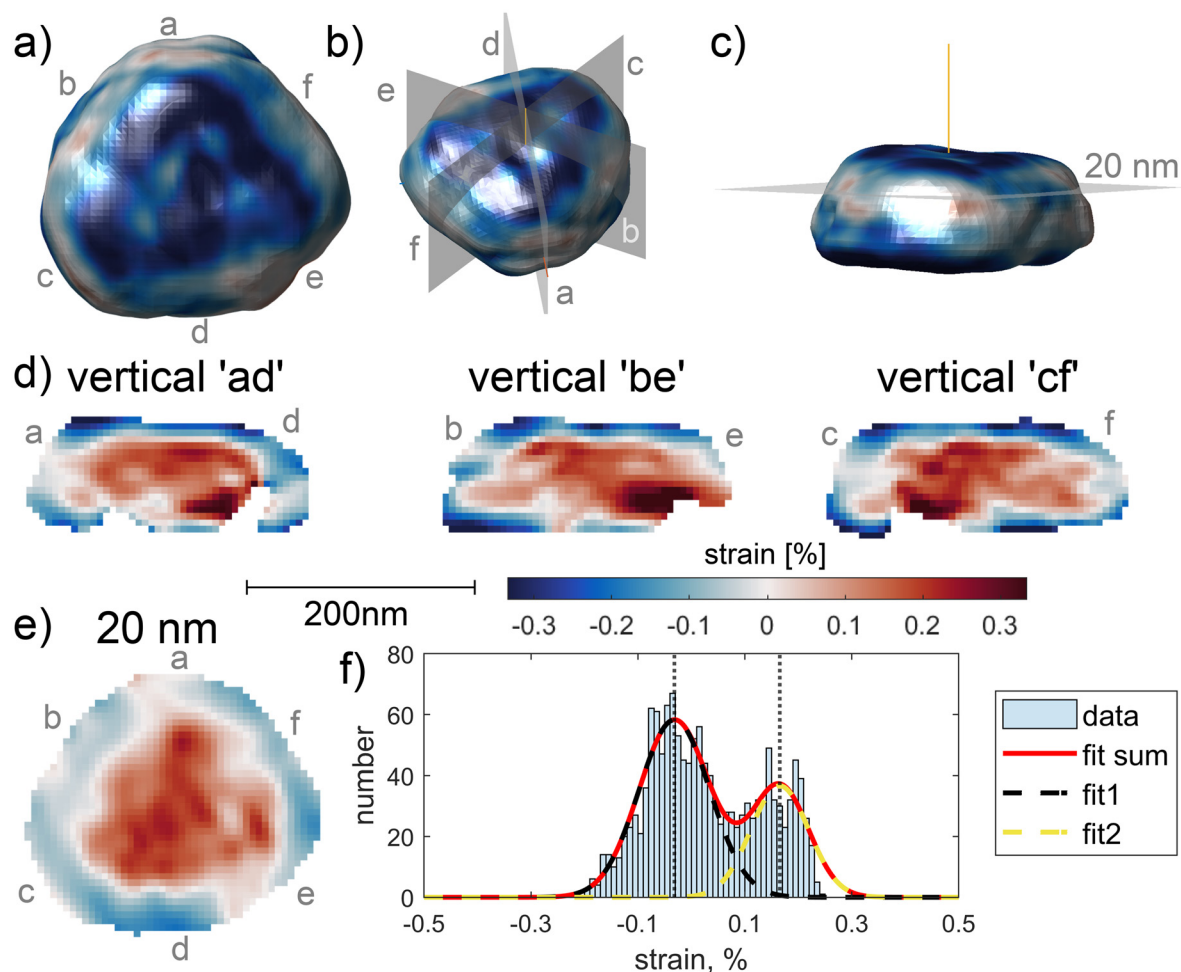 a)
a
b
f
c
e
d
b)
d
c
e
f
b
a
c)
20 nm
d)
vertical 'ad'
vertical 'be'
vertical 'cf'
a
d
b
e
c
f
200nm
strain [%]
-0.3 -0.2 -0.1 0 0.1 0.2 0.3
e)
20 nm
a
b
f
c
e
d
f)
80
60
40
20
0
number
-0.5 -0.3 -0.1 0.1 0.3 0.5
strain, %
data
fit sum
fit1
fit2